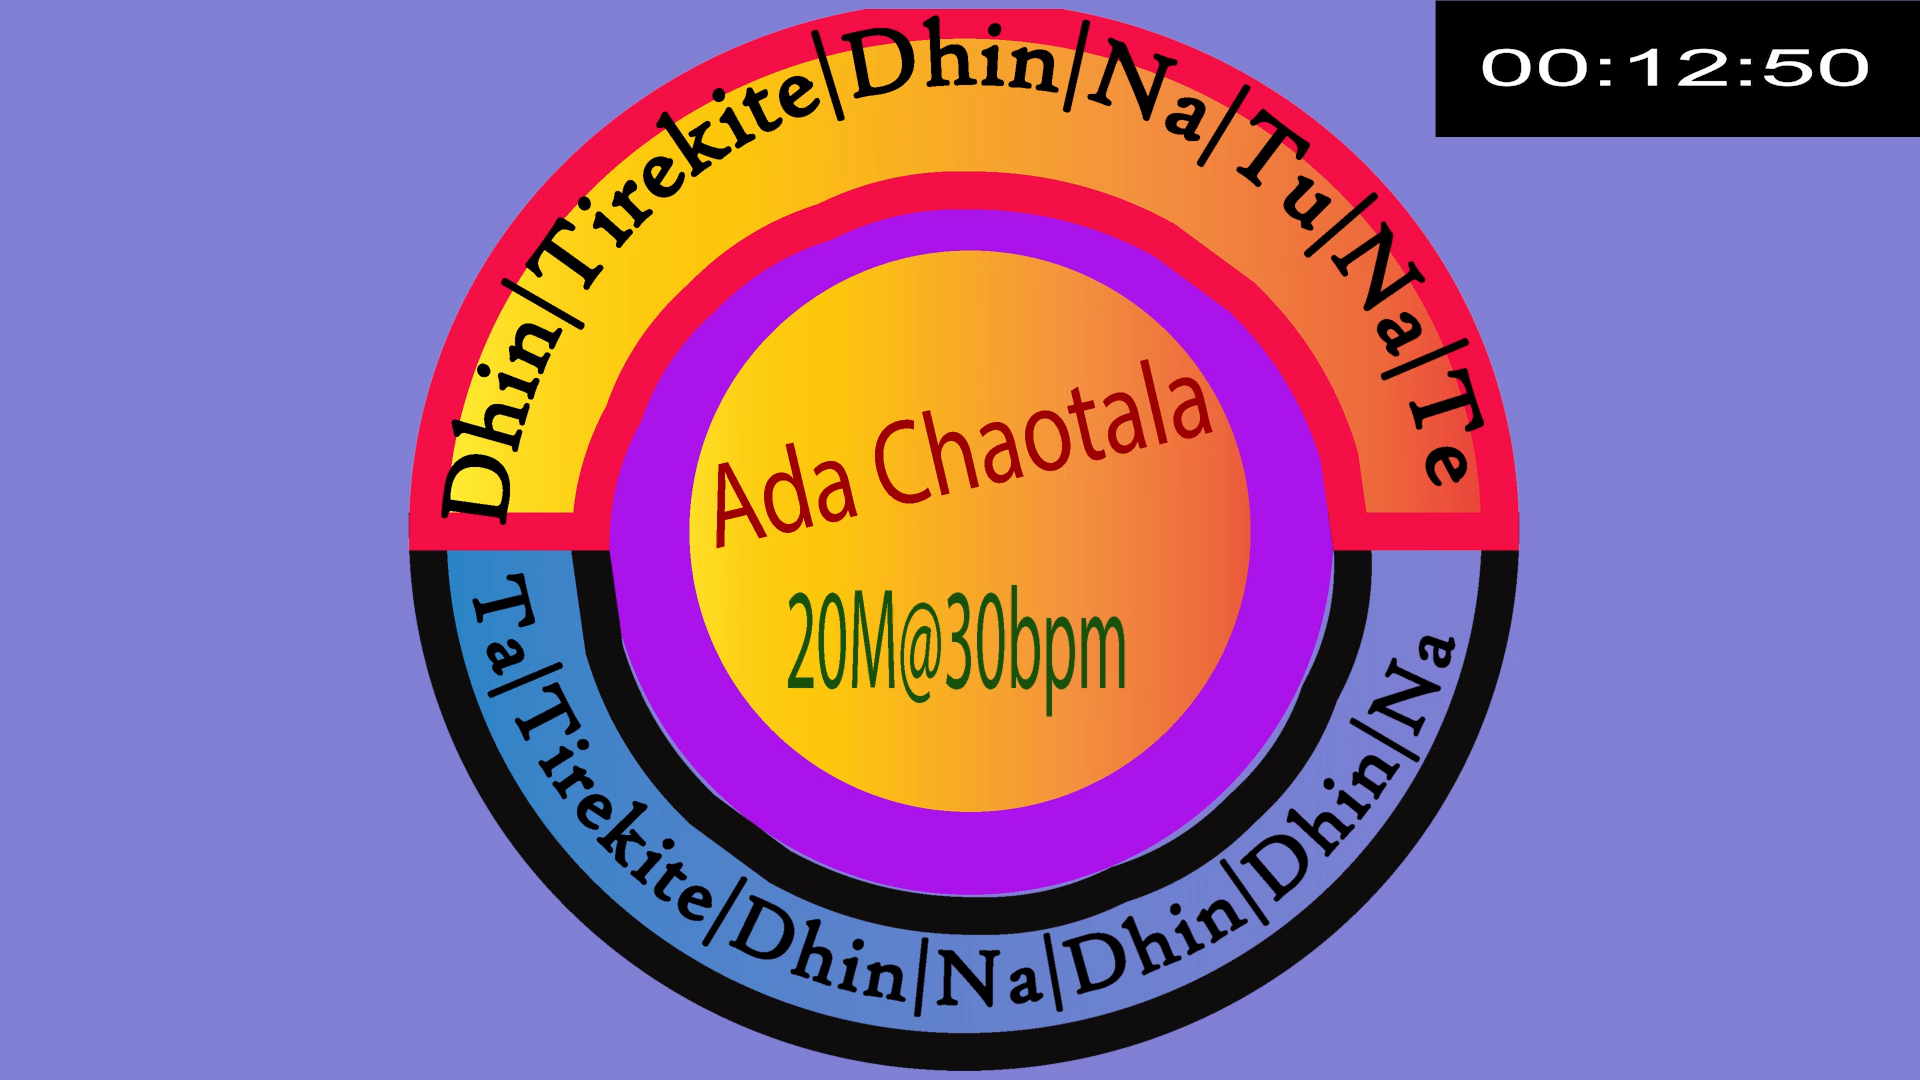 00:12:50
Dhin|Tirekite|Dhin|Na|Tu|Na|Te
Ada Chaotala
20M@30bpm
Ta|Tirekite|Dhin|Na|Dhin|Dhin|Na